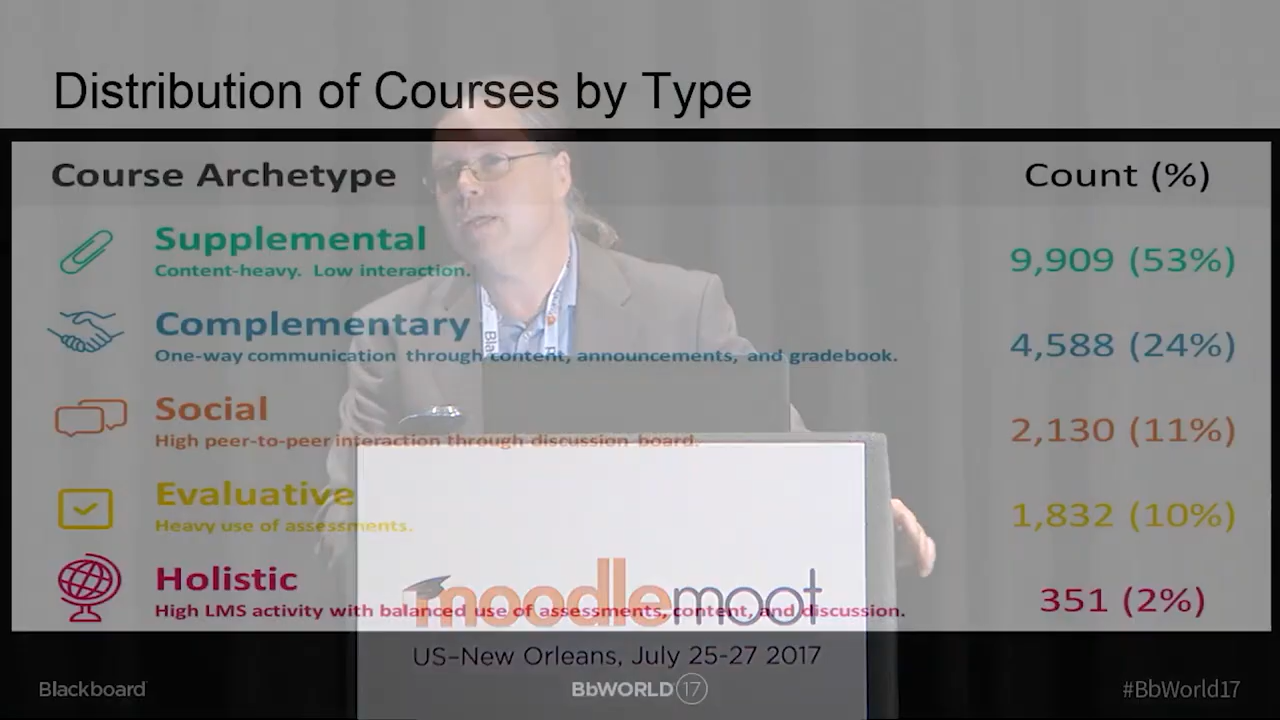 Distribution of Courses by Type
Course Archetype Count (%)
Supplemental
Content-heavy. Low interaction.
9,909 (53%)
Complementary
One-way communication through content, announcements, and gradebook.
4,588 (24%)
Social
High peer-to-peer interaction through discussion board.
2,130 (11%)
Evaluative
Heavy use of assessments.
1,832 (10%)
Holistic
High LMS activity with balanced use of assessments, content, and discussion.
351 (2%)
moodlemoot
US–New Orleans, July 25-27 2017
Blackboard BbWORLD 17 #BbWorld17